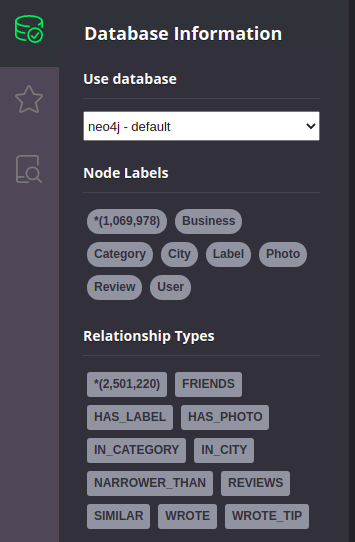 Database Information
Use database
neo4j - default
Node Labels
*(1,069,978) Business
Category City Label Photo
Review User
Relationship Types
*(2,501,220) FRIENDS
HAS_LABEL HAS_PHOTO
IN_CATEGORY IN_CITY
NARROWER_THAN REVIEWS
SIMILAR WROTE WROTE_TIP